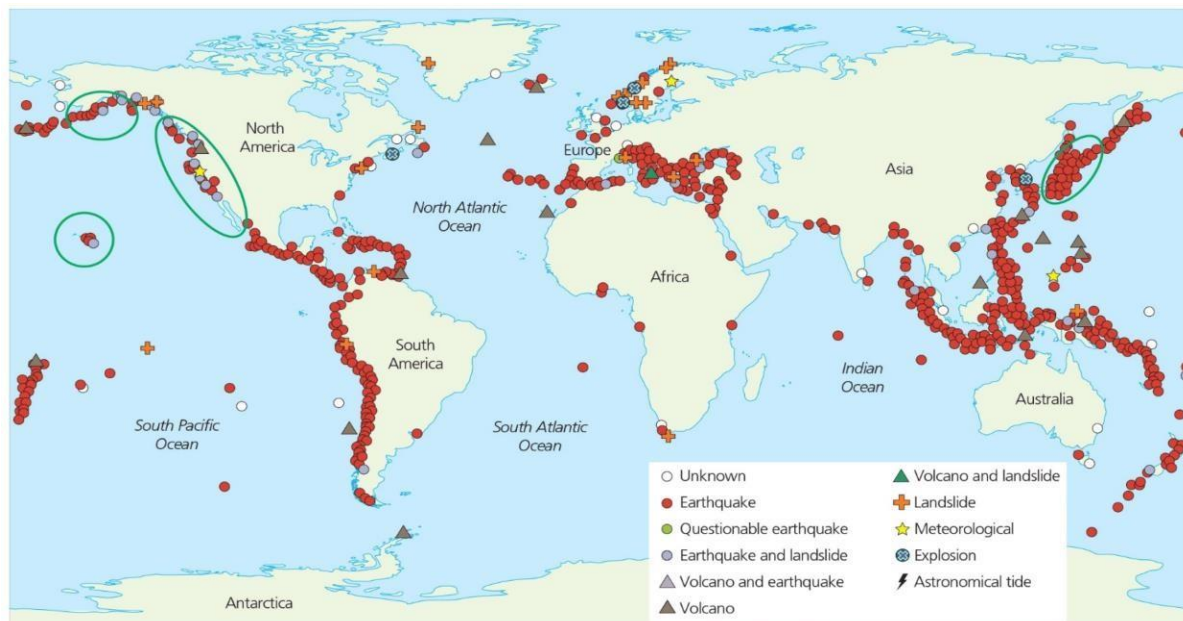 North
America
Europe
Asia
North Atlantic
Ocean
Africa
South
America
Indian
Ocean
Australia
South Pacific
Ocean
South Atlantic
Ocean
Antarctica
Unknown
Earthquake
Questionable earthquake
Earthquake and landslide
Volcano and earthquake
Volcano
Volcano and landslide
Landslide
Meteorological
Explosion
Astronomical tide